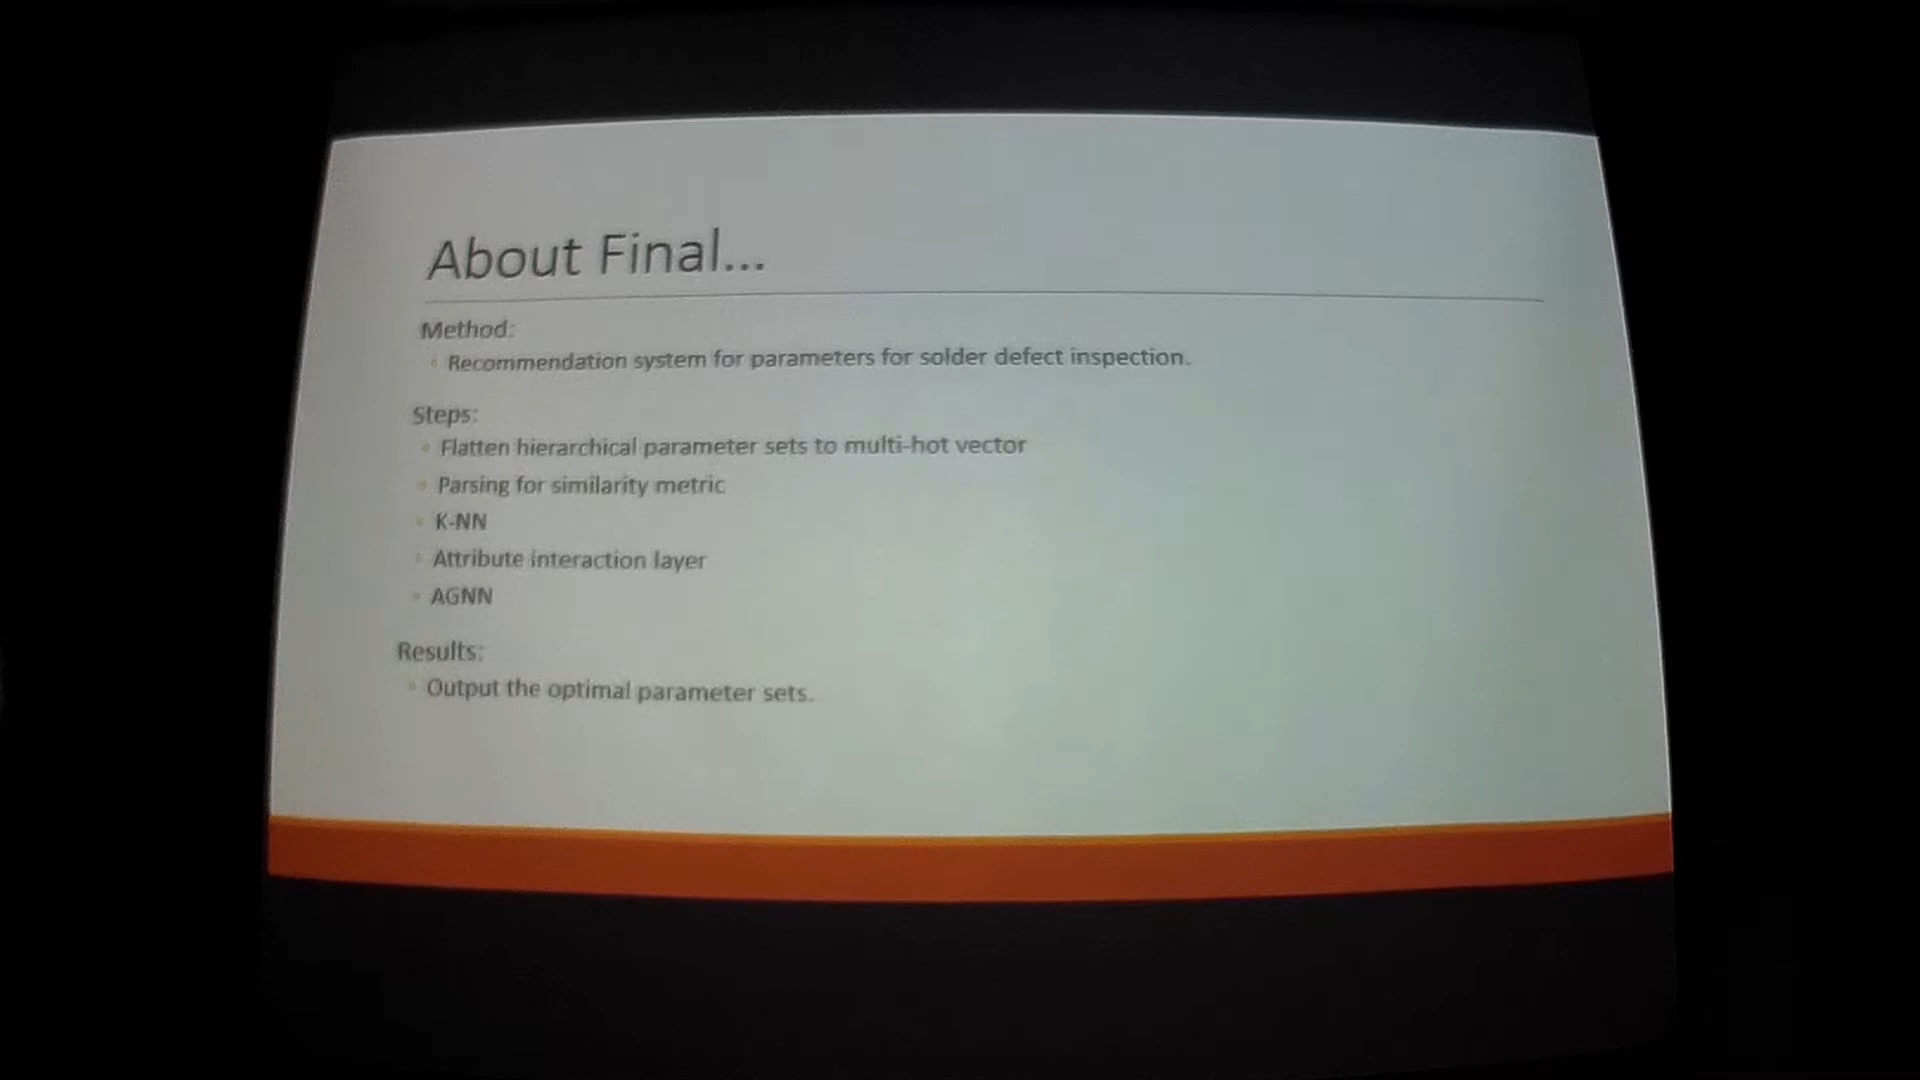 About Final...
Method:
Recommendation system for parameters for solder defect inspection.
Steps:
Flatten hierarchical parameter sets to multi-hot vector
Parsing for similarity metric
K-NN
Attribute interaction layer
AGNN
Results:
Output the optimal parameter sets.